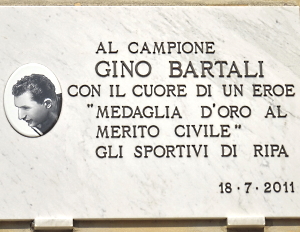 AL CAMPIONE
GINO BARTALI
CON IL CUORE DI UN EROE
"MEDAGLIA D'ORO AL
MERITO CIVILE"
GLI SPORTIVI DI RIPA
18·7·2011